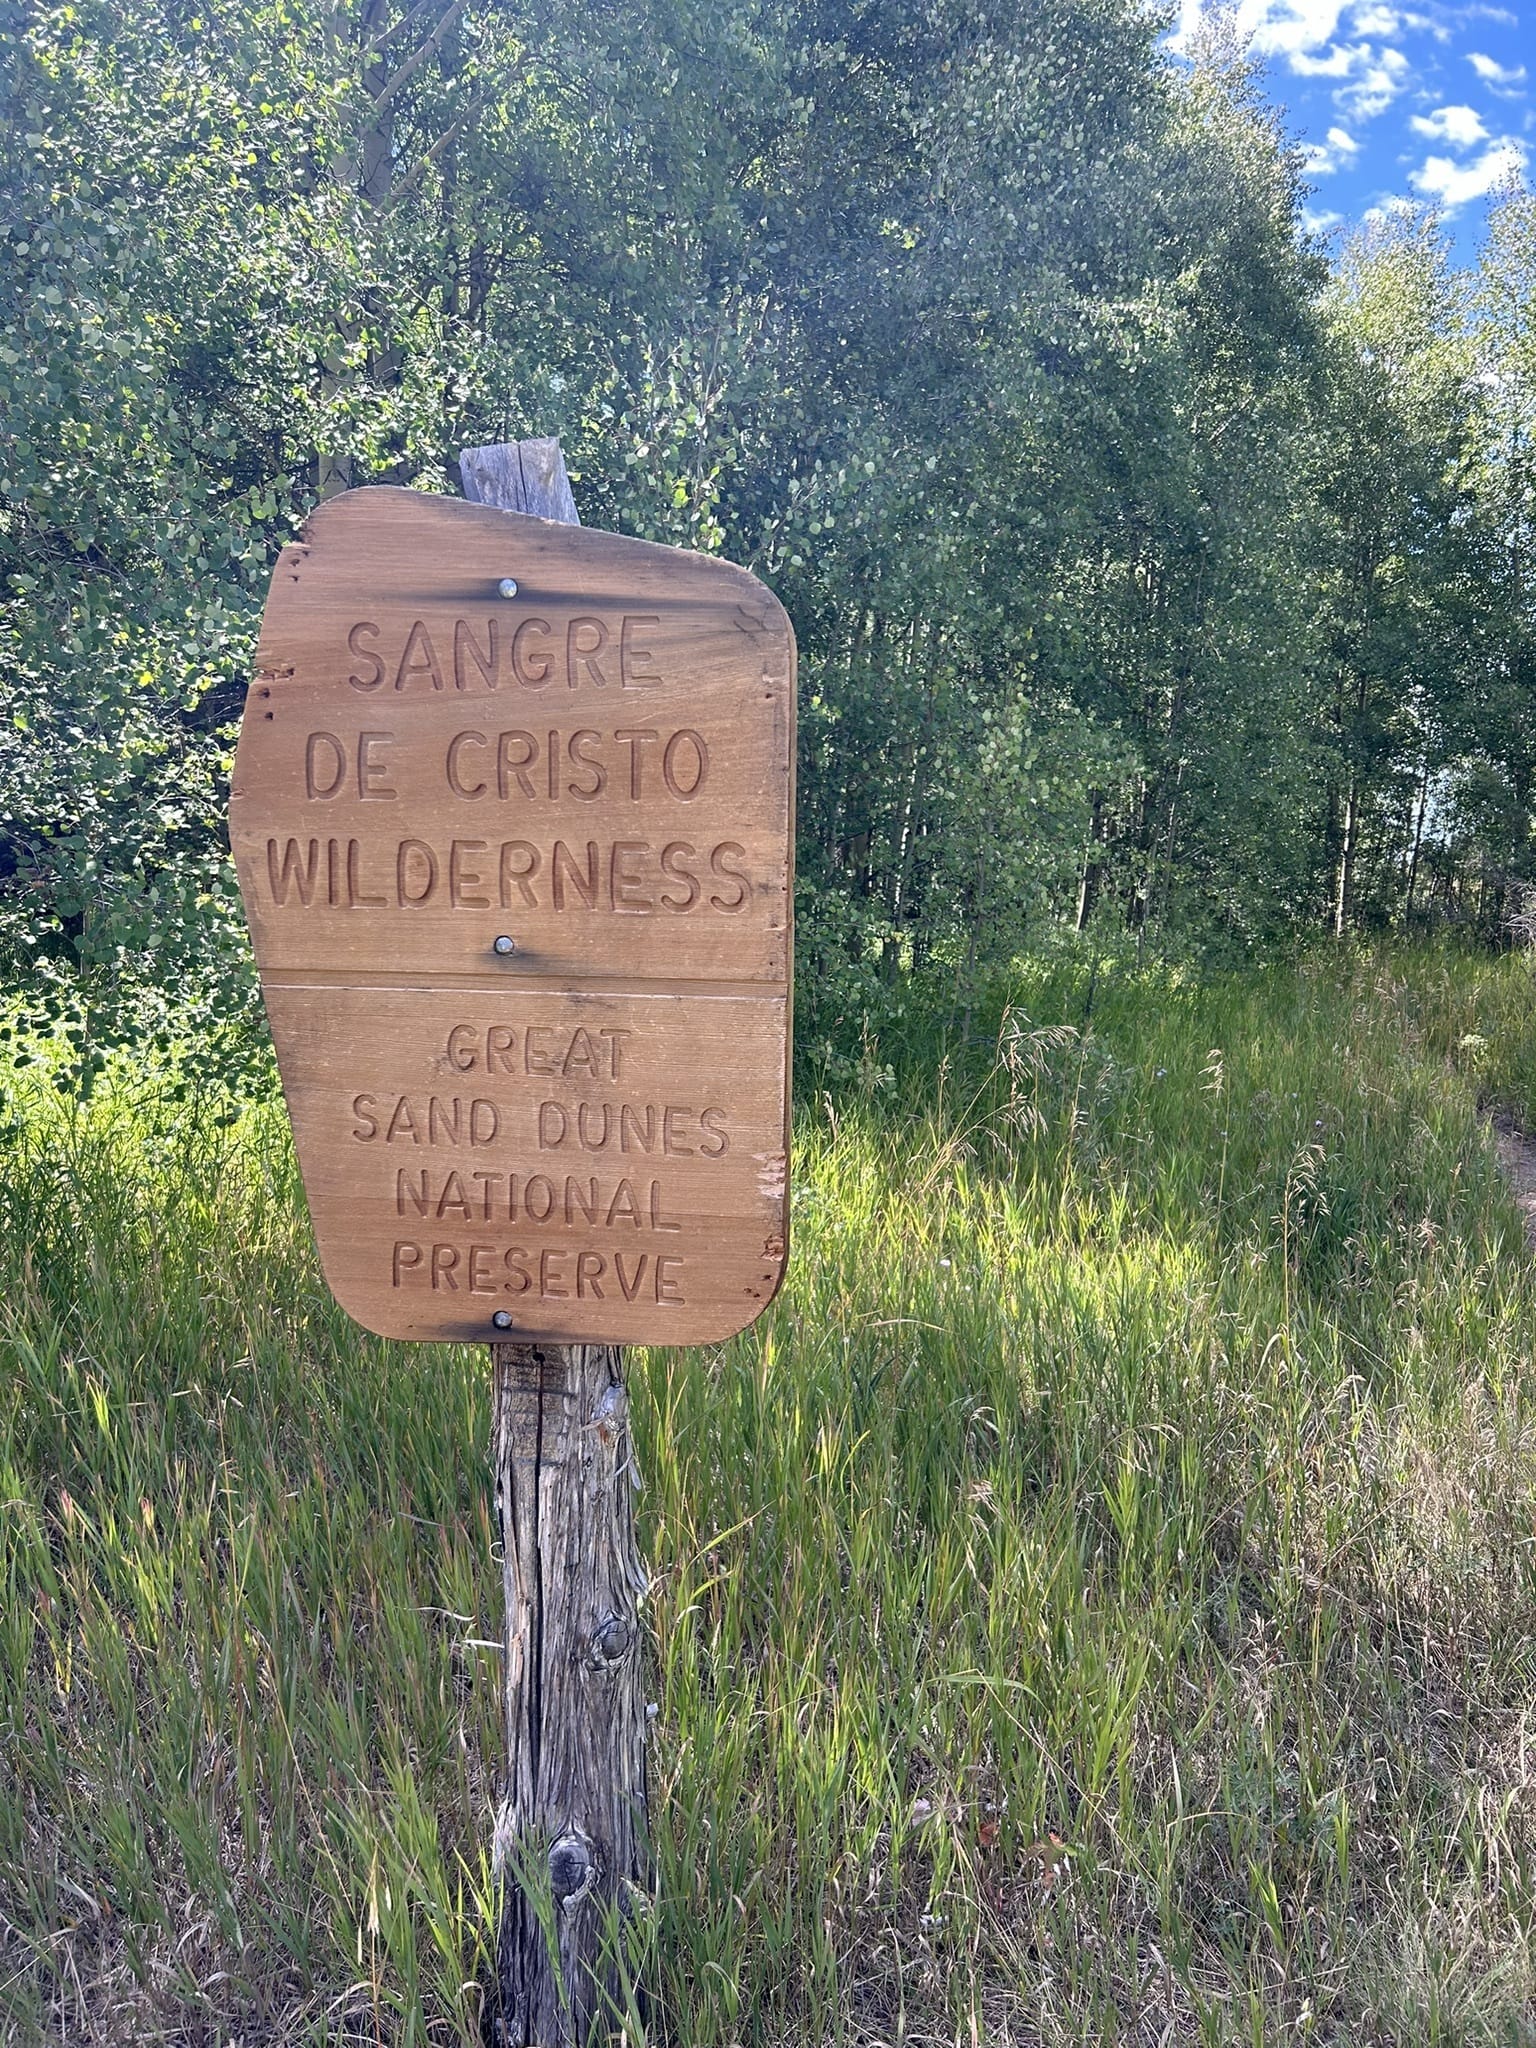 SANGRE
DE CRISTO
WILDERNESS
GREAT
SAND DUNES
NATIONAL
PRESERVE